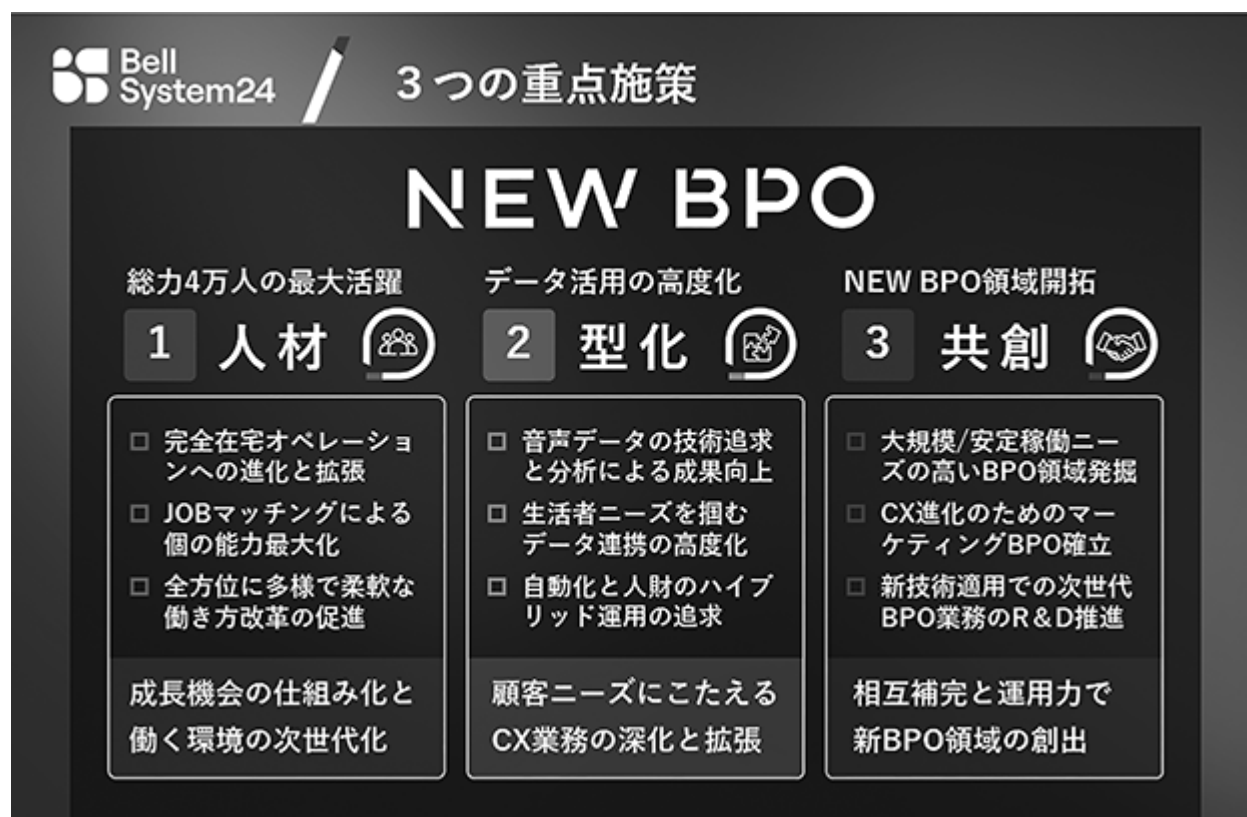 Bell
System24
3つの重点施策
NEW BPO
総力4万人の最大活躍
1 人材
完全在宅オペレーショ
ンへの進化と拡張
JOBマッチングによる
個の能力最大化
全方位に多様で柔軟な
働き方改革の促進
成長機会の仕組み化と
働く環境の次世代化
データ活用の高度化
2 型化
音声データの技術追求
と分析による成果向上
生活者ニーズを掴む
データ連携の高度化
自動化と人財のハイブ
リッド運用の追求
顧客ニーズにこたえる
CX業務の深化と拡張
NEW BPO領域開拓
3 共創
大規模/安定稼働ニー
ズの高いBPO領域発掘
CX進化のためのマー
ケティングBPO確立
新技術適用での次世代
BPO業務のR&D推進
相互補完と運用力で
新BPO領域の創出